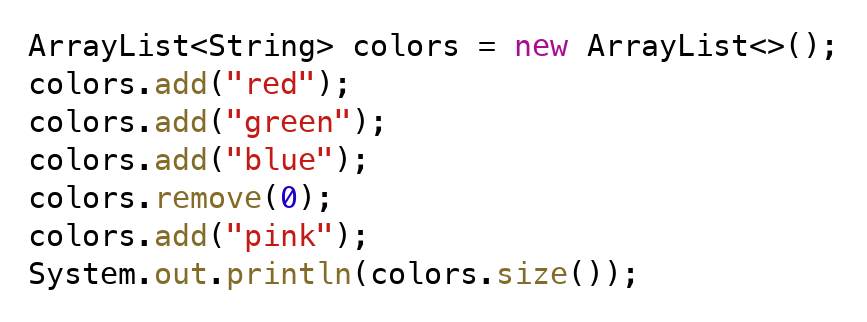 ArrayList<String> colors = new ArrayList<>();
colors.add("red");
colors.add("green");
colors.add("blue");
colors.remove(0);
colors.add("pink");
System.out.println(colors.size());